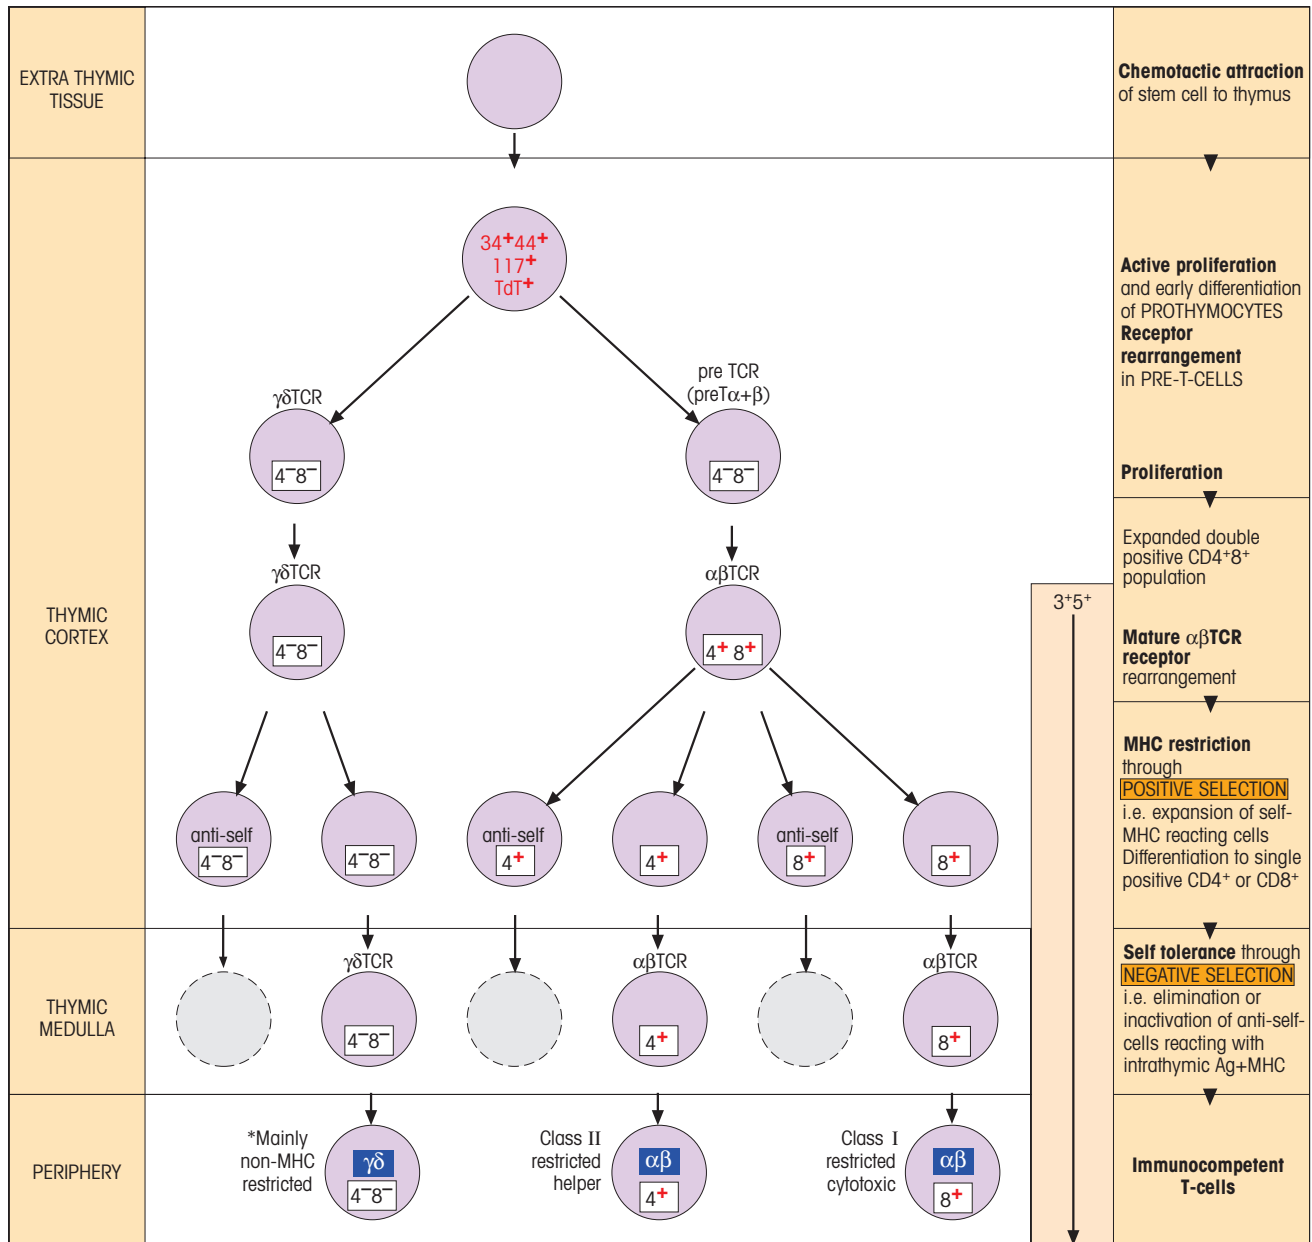 EXTRA THYMIC
TISSUE
Chemotactic attraction
of stem cell to thymus
THYMIC
CORTEX
34⁺44⁺
117⁺
TdT⁺
γδTCR
4⁻8⁻
pre TCR
(preTα+β)
4⁻8⁻
γδTCR
4⁻8⁻
αβTCR
4⁺ 8⁺
anti-self
4⁻8⁻
4⁻8⁻
anti-self
4⁺
4⁺
anti-self
8⁺
8⁺
3⁺5⁺
Active proliferation
and early differentiation
of PROTHYMOCYTES
Receptor
rearrangement
in PRE-T-CELLS
Proliferation
Expanded double
positive CD4⁺8⁺
population
Mature αβTCR
receptor
rearrangement
MHC restriction
through
POSITIVE SELECTION
i.e. expansion of self-
MHC reacting cells
Differentiation to single
positive CD4⁺ or CD8⁺
THYMIC
MEDULLA
γδTCR
4⁻8⁻
αβTCR
4⁺
αβTCR
8⁺
Self tolerance through
NEGATIVE SELECTION
i.e. elimination or
inactivation of anti-self-
cells reacting with
intrathymic Ag+MHC
PERIPHERY
*Mainly
non-MHC
restricted
γδ
4⁻8⁻
Class II
restricted
helper
αβ
4⁺
Class I
restricted
cytotoxic
αβ
8⁺
Immunocompetent
T-cells